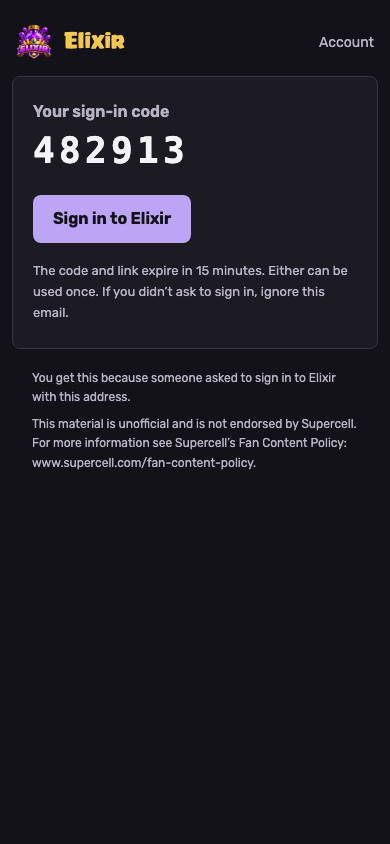 ELIXIR
Elixir
Account
Your sign-in code
482913
Sign in to Elixir
The code and link expire in 15 minutes. Either can be
used once. If you didn’t ask to sign in, ignore this
email.
You get this because someone asked to sign in to Elixir
with this address.
This material is unofficial and is not endorsed by Supercell.
For more information see Supercell’s Fan Content Policy:
www.supercell.com/fan-content-policy.